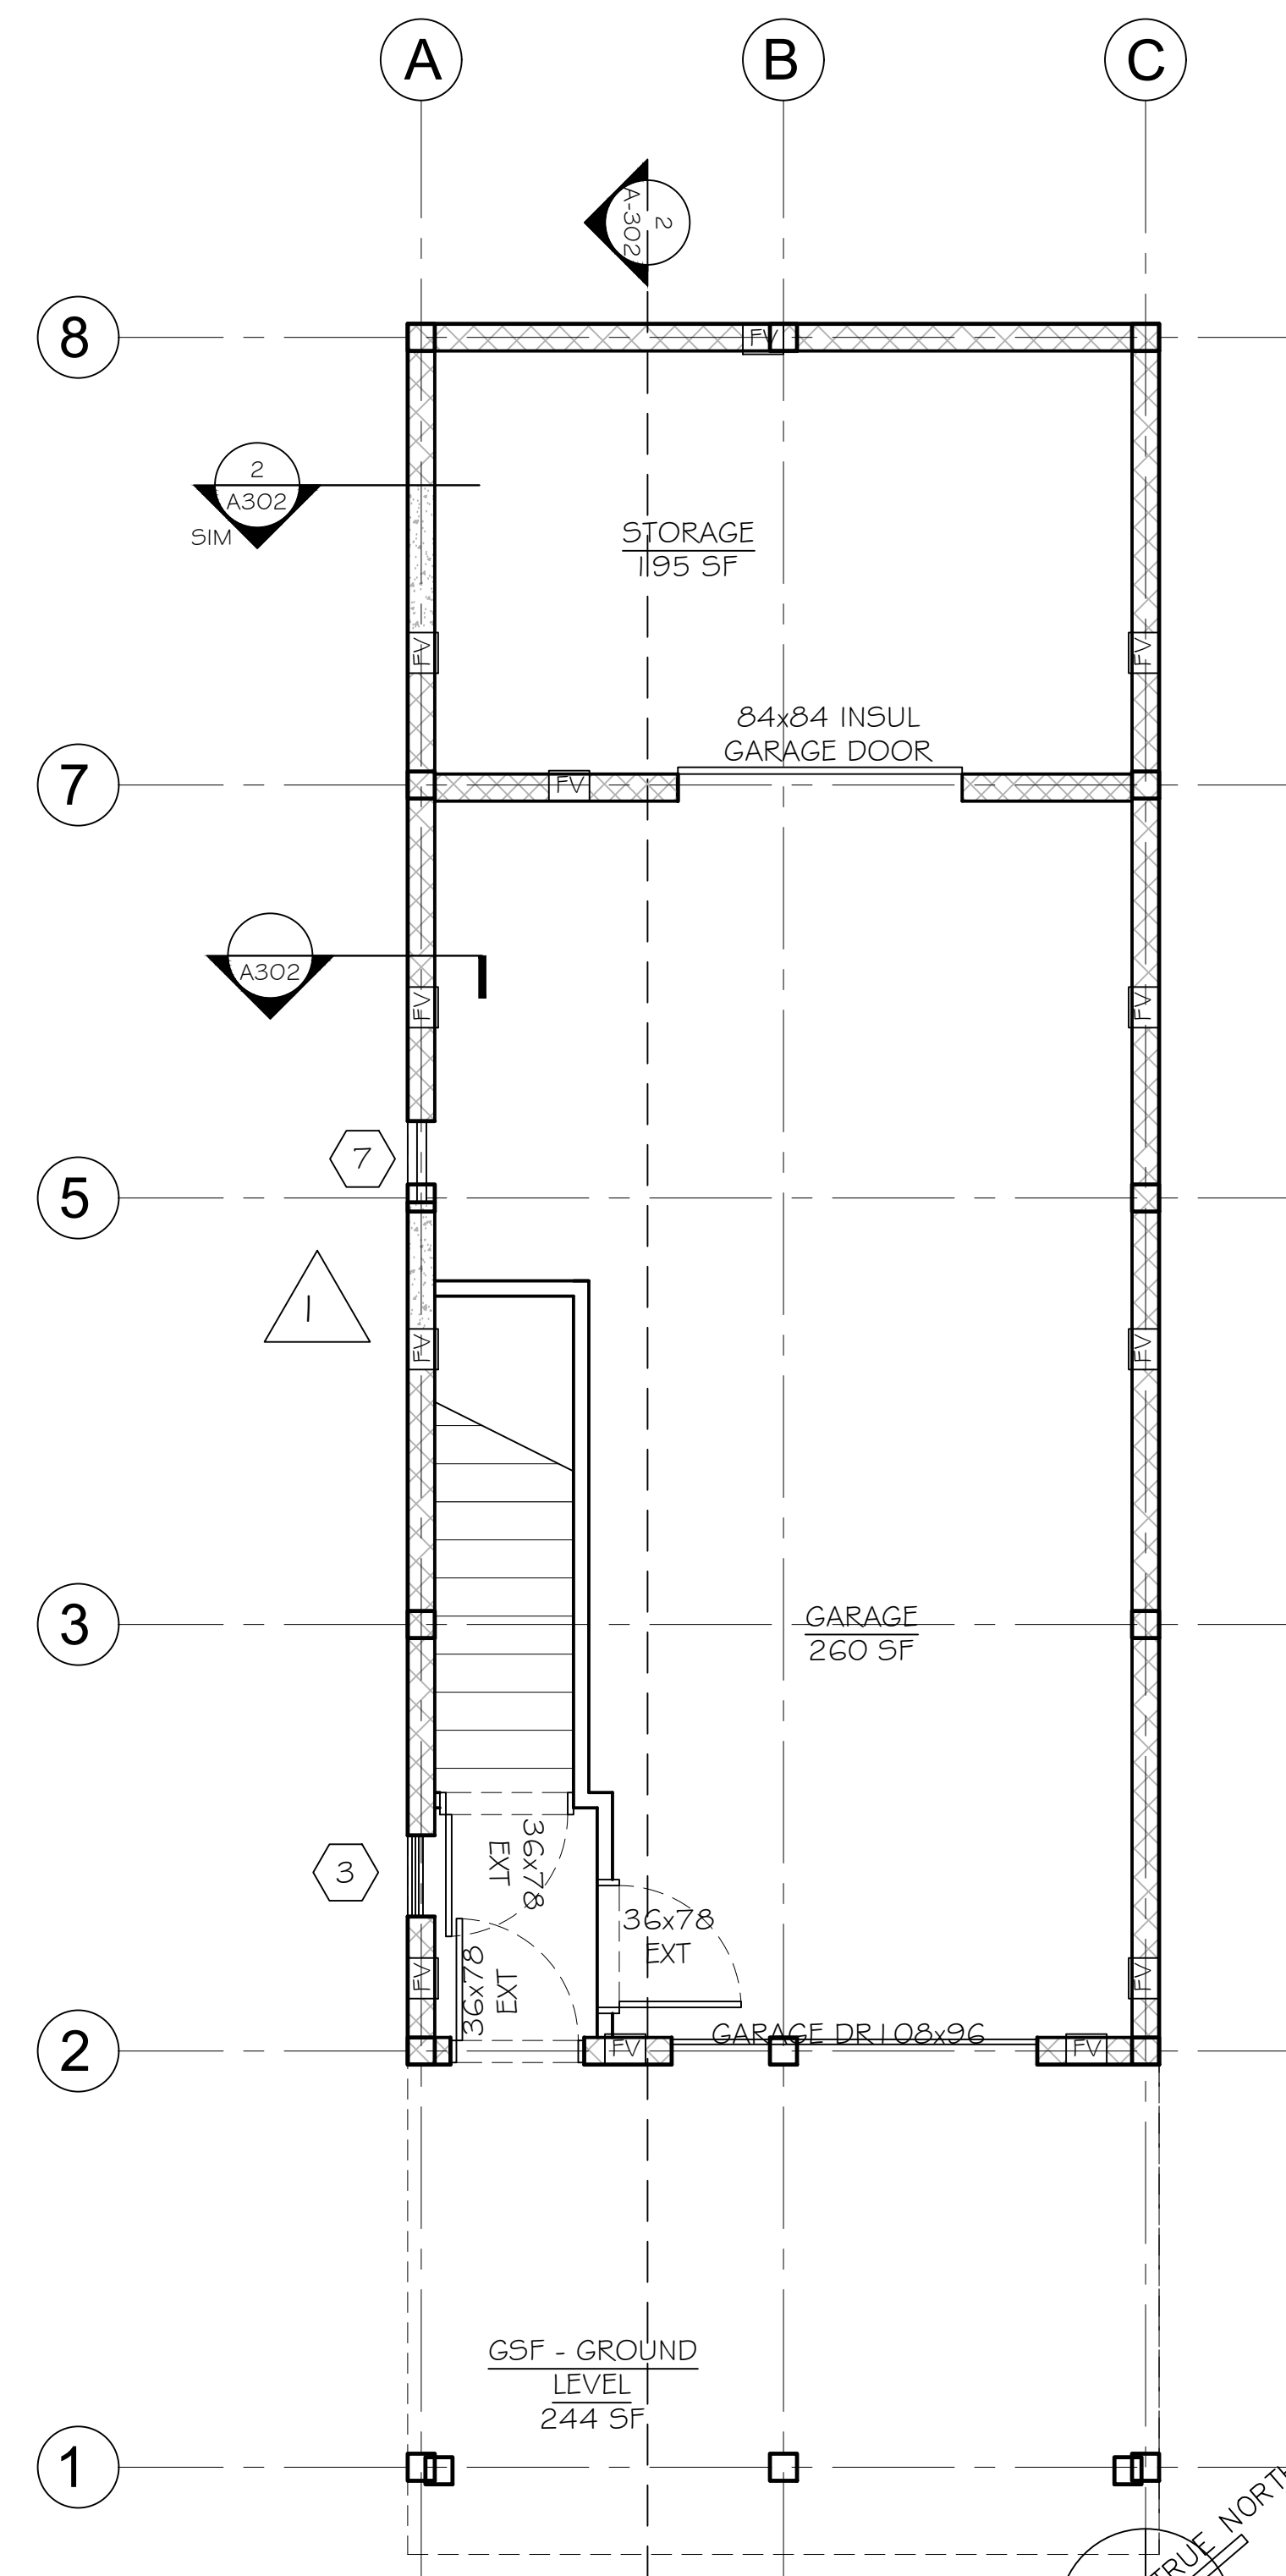 A B C
2
A-302
8
FV
2
A302
SIM
STORAGE
195 SF
FV FV
84x84 INSUL
GARAGE DOOR
7
FV
A302
FV FV
7
5
1
FV FV
3
GARAGE
260 SF
36x78
EXT
3
36x78
EXT
36x78
EXT
FV FV
GARAGE DR108x96
2
FV FV
GSF - GROUND
LEVEL
244 SF
1
TRUE NORTH